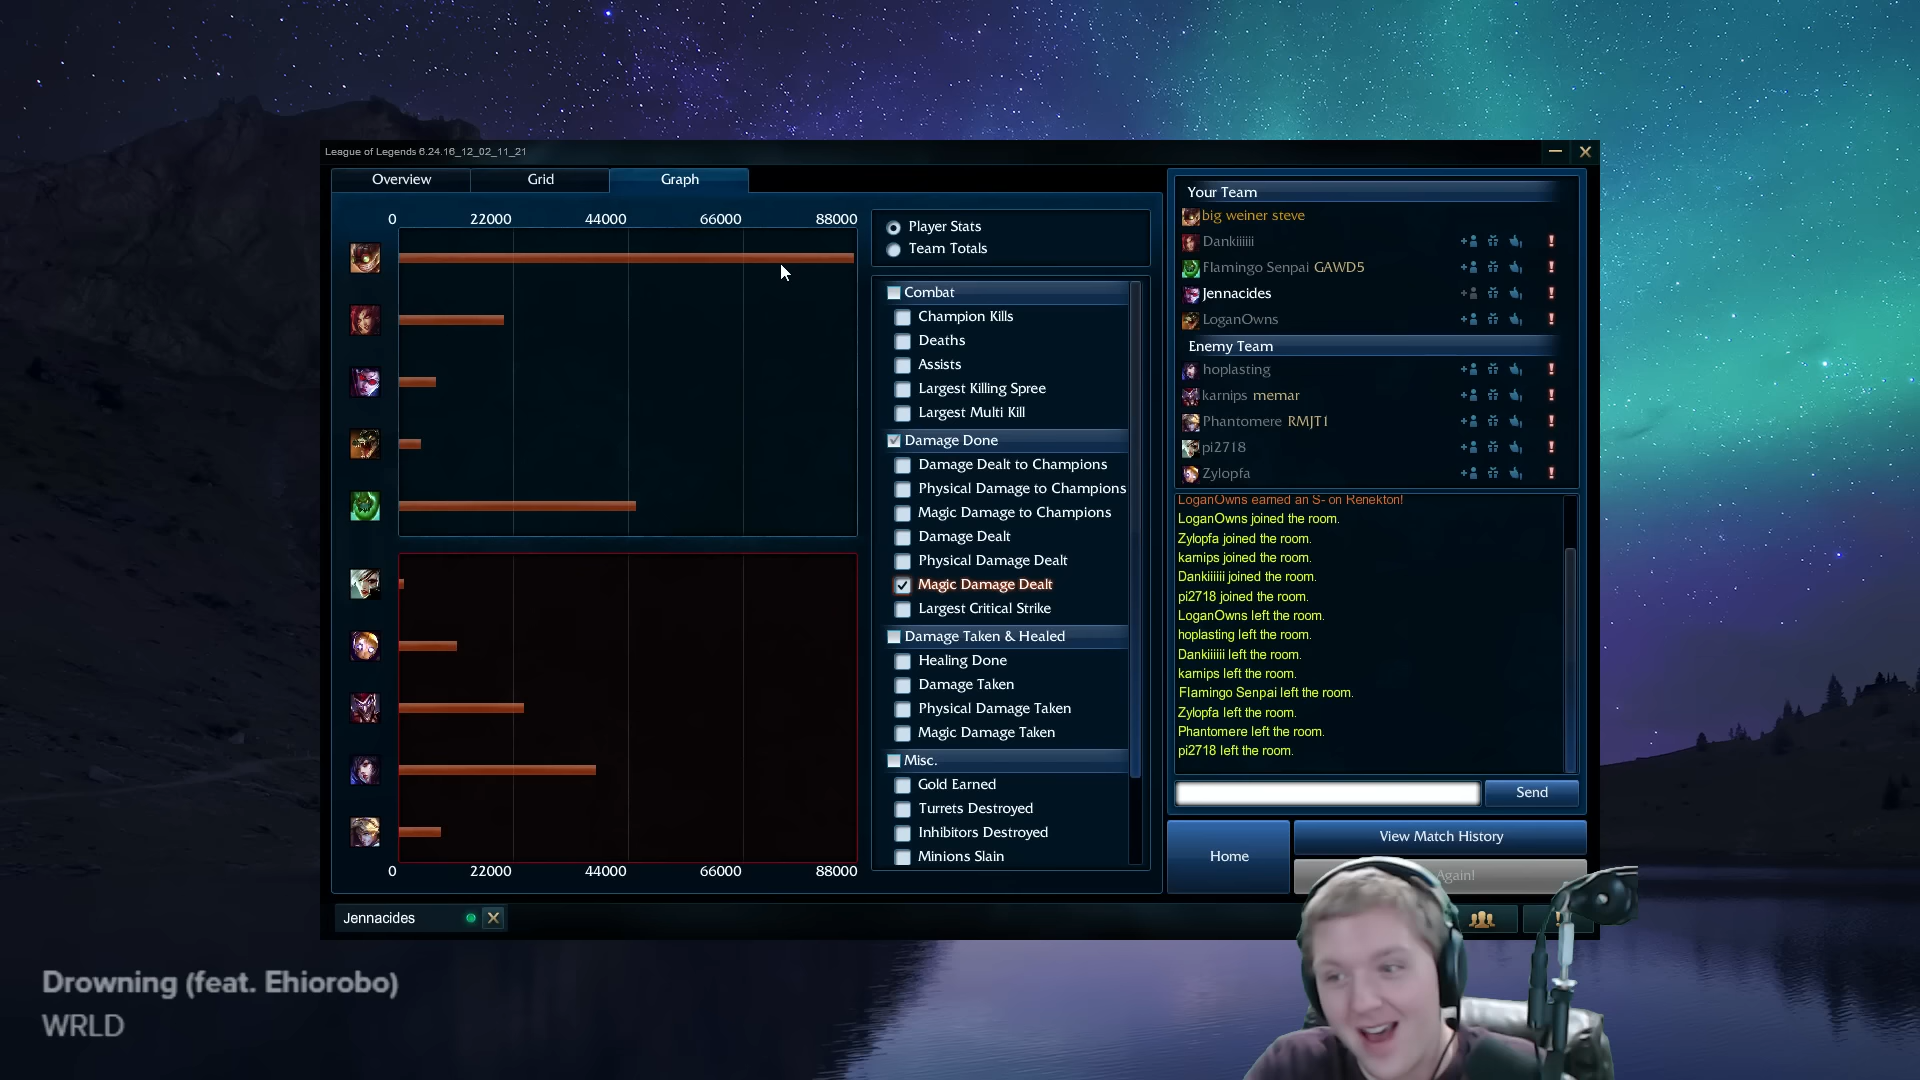 League of Legends 6.24.16_12_02_11_21
Overview
Grid
Graph
0
22000
44000
66000
88000
0
22000
44000
66000
88000
Player Stats
Team Totals
Combat
Champion Kills
Deaths
Assists
Largest Killing Spree
Largest Multi Kill
Damage Done
Damage Dealt to Champions
Physical Damage to Champions
Magic Damage to Champions
Damage Dealt
Physical Damage Dealt
Magic Damage Dealt
Largest Critical Strike
Damage Taken & Healed
Healing Done
Damage Taken
Physical Damage Taken
Magic Damage Taken
Misc.
Gold Earned
Turrets Destroyed
Inhibitors Destroyed
Minions Slain
Your Team
big weiner steve
Dankiiiiii
Flamingo Senpai GAWD5
Jennacides
LoganOwns
Enemy Team
hoplasting
karnips memar
Phantomere RMJT1
pi2718
Zylopfa
LoganOwns earned an S- on Renekton!
LoganOwns joined the room.
Zylopfa joined the room.
karnips joined the room.
Dankiiiiii joined the room.
pi2718 joined the room.
LoganOwns left the room.
hoplasting left the room.
Dankiiiiii left the room.
karnips left the room.
Flamingo Senpai left the room.
Zylopfa left the room.
Phantomere left the room.
pi2718 left the room.
Send
Home
View Match History
Again!
Jennacides
Drowning (feat. Ehiorobo)
WRLD